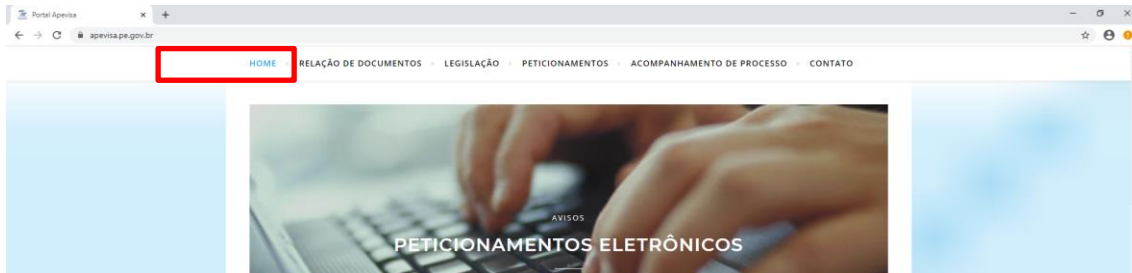 Portal Apevisa
apevisa.pe.gov.br
HOME RELAÇÃO DE DOCUMENTOS LEGISLAÇÃO PETICIONAMENTOS ACOMPANHAMENTO DE PROCESSO CONTATO
AVISOS
PETICIONAMENTOS ELETRÔNICOS